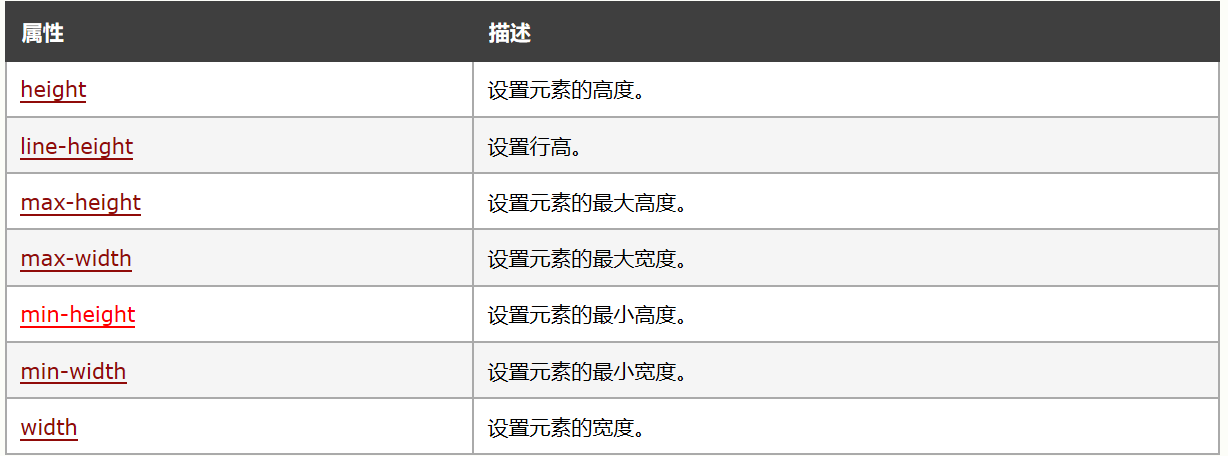 属性 描述
height 设置元素的高度。
line-height 设置行高。
max-height 设置元素的最大高度。
max-width 设置元素的最大宽度。
min-height 设置元素的最小高度。
min-width 设置元素的最小宽度。
width 设置元素的宽度。